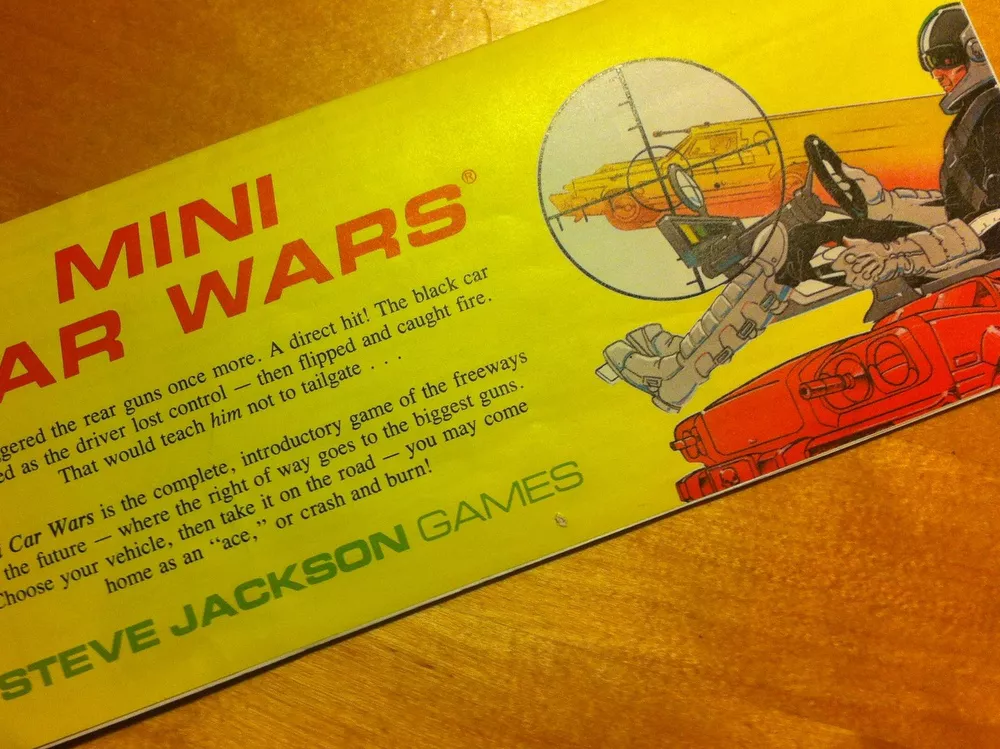 MINI
AR WARS®
ggered the rear guns once more. A direct hit! The black car
ed as the driver lost control — then flipped and caught fire.
That would teach him not to tailgate . . .
Car Wars is the complete, introductory game of the freeways
the future — where the right of way goes to the biggest guns.
Choose your vehicle, then take it on the road — you may come
home as an “ace,” or crash and burn!
STEVE JACKSON GAMES